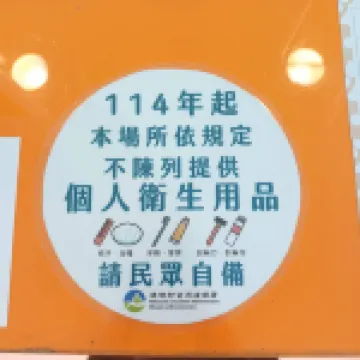 114年起
本場所依規定
不陳列提供
個人衛生用品
請民眾自備